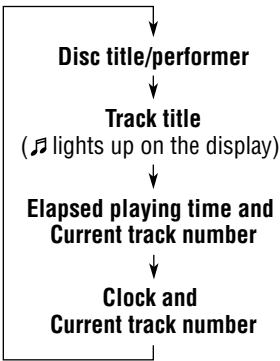 Disc title/performer
Track title
(♫ lights up on the display)
Elapsed playing time and
Current track number
Clock and
Current track number